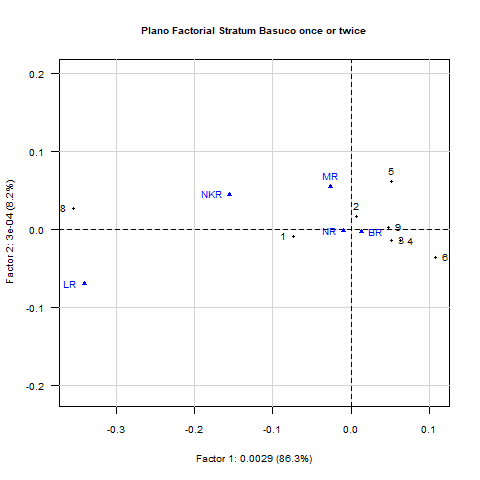 Plano Factorial Stratum Basuco once or twice
0.2
0.1
0.0
-0.1
-0.2
Factor 2: 3e-04 (8.2%)
5
MR
NKR
8
2
9
1
NR
BR
3 4
6
LR
-0.3
-0.2
-0.1
0.0
0.1
Factor 1: 0.0029 (86.3%)